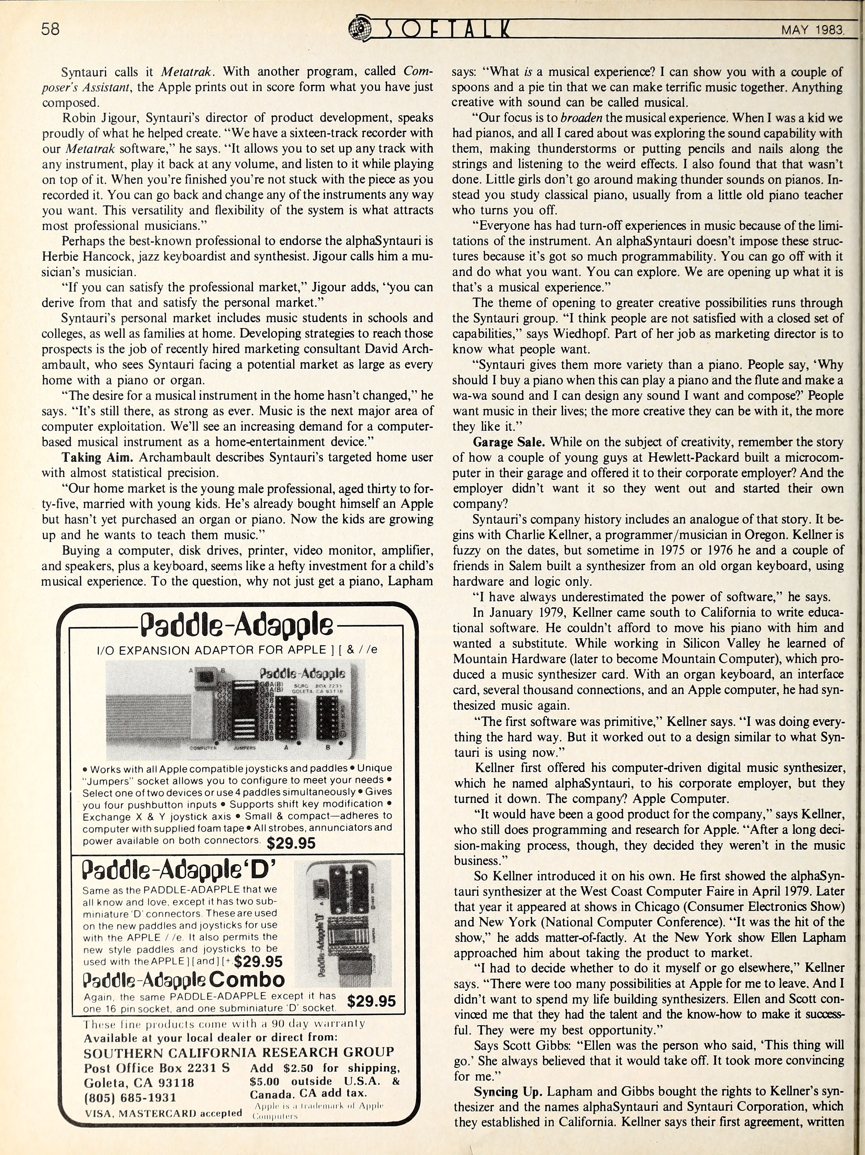 58
SOFTALK
MAY 1983
Syntauri calls it Metatrak. With another program, called Com-
poser's Assistant, the Apple prints out in score form what you have just
composed.
Robin Jigour, Syntauri's director of product development, speaks
proudly of what he helped create. "We have a sixteen-track recorder with
our Metatrak software," he says. "It allows you to set up any track with
any instrument, play it back at any volume, and listen to it while playing
on top of it. When you're finished you're not stuck with the piece as you
recorded it. You can go back and change any of the instruments any way
you want. This versatility and flexibility of the system is what attracts
most professional musicians."
Perhaps the best-known professional to endorse the alphaSyntauri is
Herbie Hancock, jazz keyboardist and synthesist. Jigour calls him a mu-
sician's musician.
"If you can satisfy the professional market," Jigour adds, "you can
derive from that and satisfy the personal market."
Syntauri's personal market includes music students in schools and
colleges, as well as families at home. Developing strategies to reach those
prospects is the job of recently hired marketing consultant David Arch-
ambault, who sees Syntauri facing a potential market as large as every
home with a piano or organ.
"The desire for a musical instrument in the home hasn't changed," he
says. "It's still there, as strong as ever. Music is the next major area of
computer exploitation. We'll see an increasing demand for a computer-
based musical instrument as a home-entertainment device."
Taking Aim. Archambault describes Syntauri's targeted home user
with almost statistical precision.
"Our home market is the young male professional, aged thirty to for-
ty-five, married with young kids. He's already bought himself an Apple
but hasn't yet purchased an organ or piano. Now the kids are growing
up and he wants to teach them music."
Buying a computer, disk drives, printer, video monitor, amplifier,
and speakers, plus a keyboard, seems like a hefty investment for a child's
musical experience. To the question, why not just get a piano, Lapham
says: "What is a musical experience? I can show you with a couple of
spoons and a pie tin that we can make terrific music together. Anything
creative with sound can be called musical.
"Our focus is to broaden the musical experience. When I was a kid we
had pianos, and all I cared about was exploring the sound capability with
them, making thunderstorms or putting pencils and nails along the
strings and listening to the weird effects. I also found that that wasn't
done. Little girls don't go around making thunder sounds on pianos. In-
stead you study classical piano, usually from a little old piano teacher
who turns you off.
"Everyone has had turn-off experiences in music because of the limi-
tations of the instrument. An alphaSyntauri doesn't impose these struc-
tures because it's got so much programmability. You can go off with it
and do what you want. You can explore. We are opening up what it is
that's a musical experience."
The theme of opening to greater creative possibilities runs through
the Syntauri group. "I think people are not satisfied with a closed set of
capabilities," says Wiedhopf. Part of her job as marketing director is to
know what people want.
"Syntauri gives them more variety than a piano. People say, 'Why
should I buy a piano when this can play a piano and the flute and make a
wa-wa sound and I can design any sound I want and compose?' People
want music in their lives; the more creative they can be with it, the more
they like it."
Garage Sale. While on the subject of creativity, remember the story
of how a couple of young guys at Hewlett-Packard built a microcom-
puter in their garage and offered it to their corporate employer? And the
employer didn't want it so they went out and started their own
company?
Syntauri's company history includes an analogue of that story. It be-
gins with Charlie Kellner, a programmer/musician in Oregon. Kellner is
fuzzy on the dates, but sometime in 1975 or 1976 he and a couple of
friends in Salem built a synthesizer from an old organ keyboard, using
hardware and logic only.
"I have always underestimated the power of software," he says.
In January 1979, Kellner came south to California to write educa-
tional software. He couldn't afford to move his piano with him and
wanted a substitute. While working in Silicon Valley he learned of
Mountain Hardware (later to become Mountain Computer), which pro-
duced a music synthesizer card. With an organ keyboard, an interface
card, several thousand connections, and an Apple computer, he had syn-
thesized music again.
"The first software was primitive," Kellner says. "I was doing every-
thing the hard way. But it worked out to a design similar to what Syn-
tauri is using now."
Kellner first offered his computer-driven digital music synthesizer,
which he named alphaSyntauri, to his corporate employer, but they
turned it down. The company? Apple Computer.
"It would have been a good product for the company," says Kellner,
who still does programming and research for Apple. "After a long deci-
sion-making process, though, they decided they weren't in the music
business."
So Kellner introduced it on his own. He first showed the alphaSyn-
tauri synthesizer at the West Coast Computer Faire in April 1979. Later
that year it appeared at shows in Chicago (Consumer Electronics Show)
and New York (National Computer Conference). "It was the hit of the
show," he adds matter-of-factly. At the New York show Ellen Lapham
approached him about taking the product to market.
"I had to decide whether to do it myself or go elsewhere," Kellner
says. "There were too many possibilities at Apple for me to leave. And I
didn't want to spend my life building synthesizers. Ellen and Scott con-
vinced me that they had the talent and the know-how to make it success-
ful. They were my best opportunity."
Says Scott Gibbs: "Ellen was the person who said, 'This thing will
go.' She always believed that it would take off. It took more convincing
for me."
Syncing Up. Lapham and Gibbs bought the rights to Kellner's syn-
thesizer and the names alphaSyntauri and Syntauri Corporation, which
they established in California. Kellner says their first agreement, written
Paddle-Adapple
I/O EXPANSION ADAPTOR FOR APPLE ] [ & / /e
A B
Paddle-Adapple
SCRG BOX 2231
GOLETA, CA 93118
COMPUTER JUMPERS A B
• Works with all Apple compatible joysticks and paddles • Unique
"Jumpers" socket allows you to configure to meet your needs •
Select one of two devices or use 4 paddles simultaneously • Gives
you four pushbutton inputs • Supports shift key modification •
Exchange X & Y joystick axis • Small & compact—adheres to
computer with supplied foam tape • All strobes, annunciators and
power available on both connectors. $29.95
Paddle-Adapple 'D'
Same as the PADDLE-ADAPPLE that we
all know and love, except it has two sub-
miniature 'D' connectors. These are used
on the new paddles and joysticks for use
with the APPLE / /e. It also permits the
new style paddles and joysticks to be
used with the APPLE ] [ and ] [ + $29.95
Paddle-Adapple 'D'
Paddle-Adapple Combo
Again, the same PADDLE-ADAPPLE except it has
one 16 pin socket, and one subminiature 'D' socket. $29.95
These fine products come with a 90 day warranty
Available at your local dealer or direct from:
SOUTHERN CALIFORNIA RESEARCH GROUP
Post Office Box 2231 S
Goleta, CA 93118
(805) 685-1931
VISA, MASTERCARD accepted
Add $2.50 for shipping,
$5.00 outside U.S.A. &
Canada. CA add tax.
Apple is a trademark of Apple
Computers